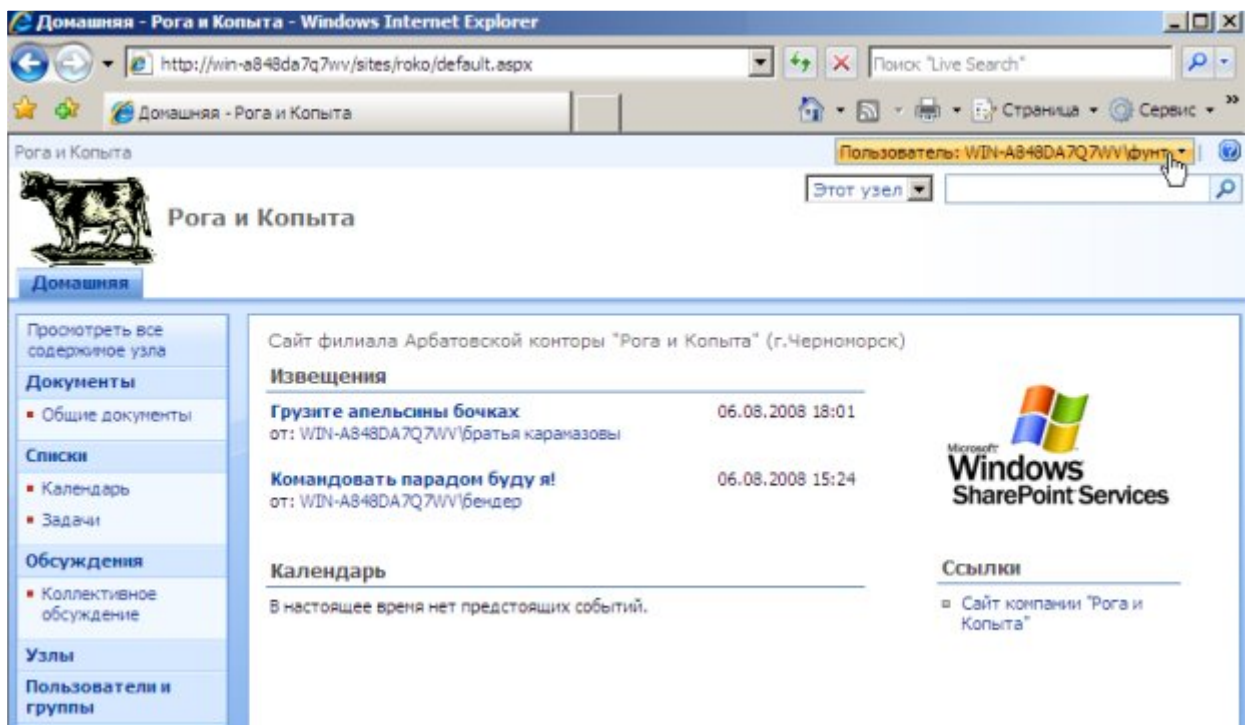 Домашняя - Рога и Копыта - Windows Internet Explorer
http://win-a848da7q7wv/sites/roko/default.aspx
Поиск "Live Search"
Домашняя - Рога и Копыта
Страница
Сервис
Рога и Копыта
Пользователь: WIN-A848DA7Q7WV\фунт
Этот узел
Рога и Копыта
Домашняя
Просмотреть все
содержимое узла
Документы
Общие документы
Списки
Календарь
Задачи
Обсуждения
Коллективное
обсуждение
Узлы
Пользователи и
группы
Сайт филиала Арбатовской конторы "Рога и Копыта" (г.Черноморск)
Извещения
Грузите апельсины бочках 06.08.2008 18:01
от: WIN-A848DA7Q7WV\братья карамазовы
Командовать парадом буду я! 06.08.2008 15:24
от: WIN-A848DA7Q7WV\бендер
Календарь
В настоящее время нет предстоящих событий.
Microsoft
Windows
SharePoint Services
Ссылки
Сайт компании "Рога и
Копыта"